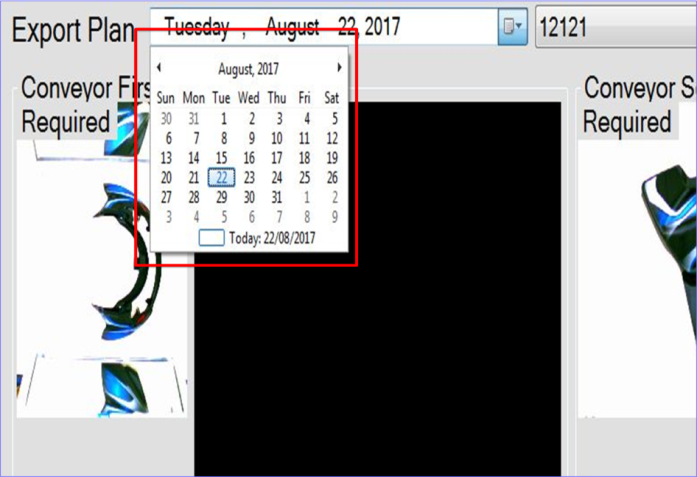 Export Plan Tuesday , August 22, 2017 12121
August, 2017
Sun Mon Tue Wed Thu Fri Sat
30 31 1 2 3 4 5
6 7 8 9 10 11 12
13 14 15 16 17 18 19
20 21 22 23 24 25 26
27 28 29 30 31 1 2
3 4 5 6 7 8 9
Today: 22/08/2017
Conveyor Firs
Required
Conveyor S
Required